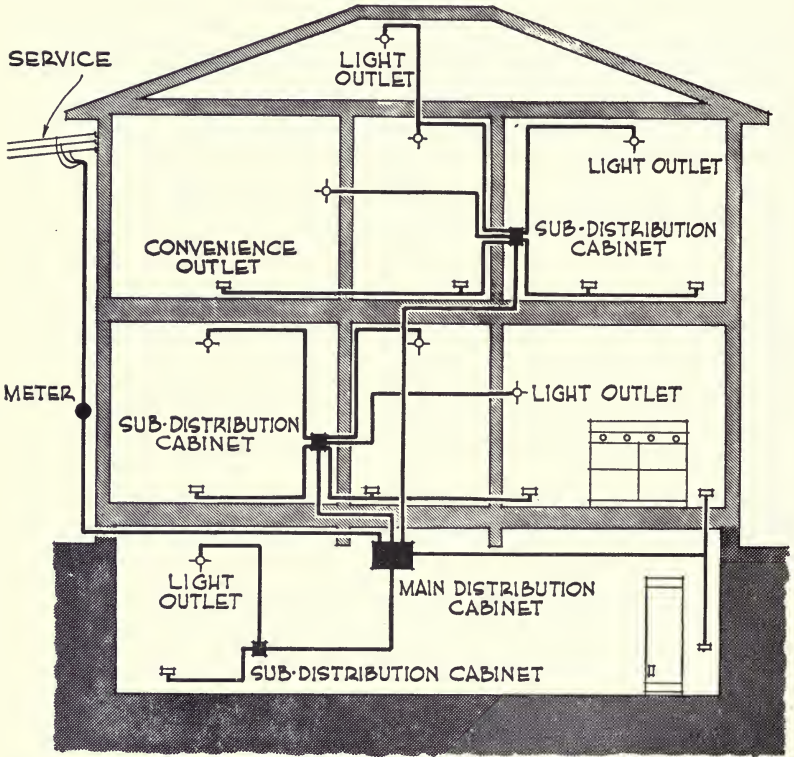 SERVICE
LIGHT
OUTLET
LIGHT OUTLET
SUB-DISTRIBUTION
CABINET
CONVENIENCE
OUTLET
METER
LIGHT OUTLET
SUB-DISTRIBUTION
CABINET
LIGHT
OUTLET
MAIN DISTRIBUTION
CABINET
SUB-DISTRIBUTION CABINET